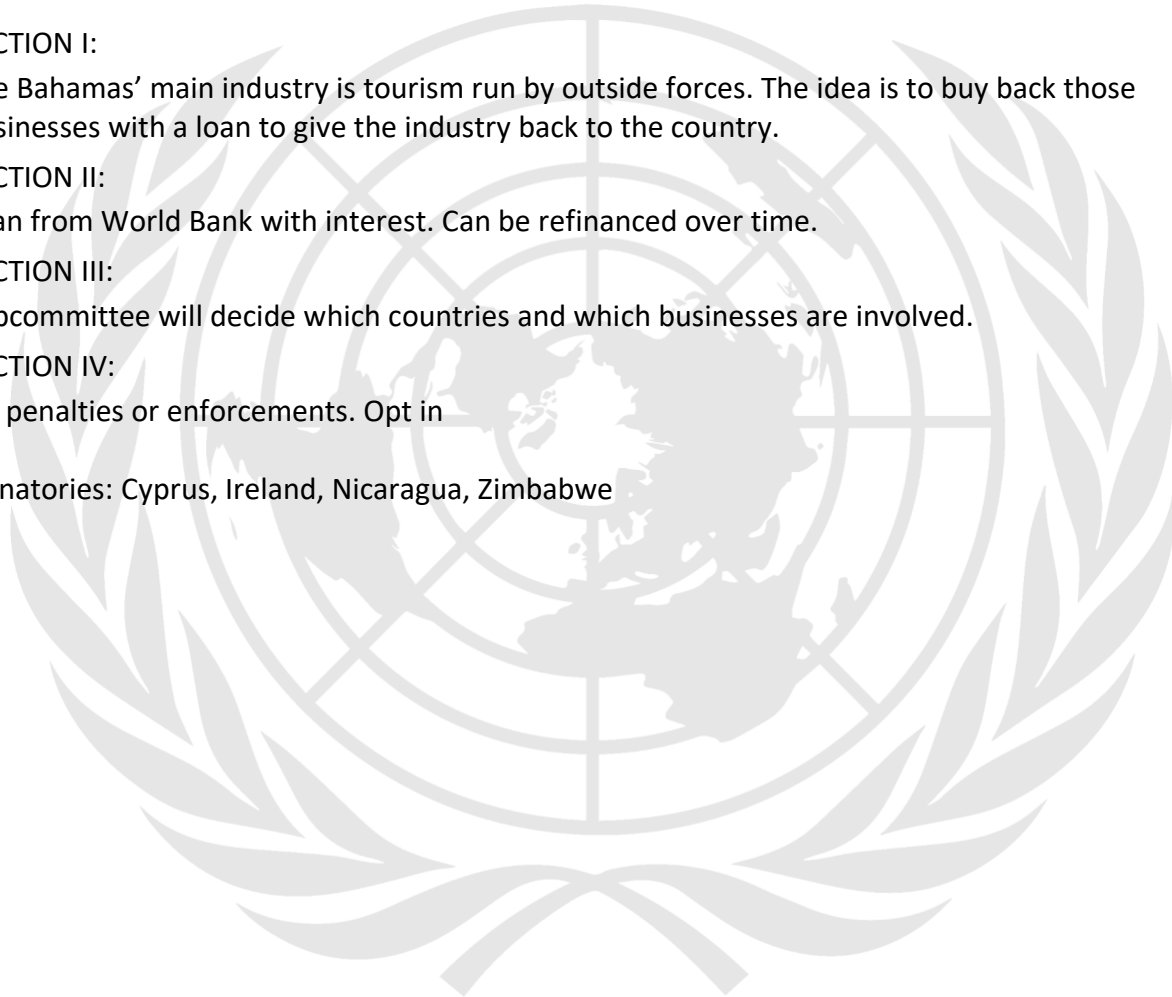 CTION I:
e Bahamas’ main industry is tourism run by outside forces. The idea is to buy back those
sinesses with a loan to give the industry back to the country.
CTION II:
an from World Bank with interest. Can be refinanced over time.
CTION III:
bcommittee will decide which countries and which businesses are involved.
CTION IV:
penalties or enforcements. Opt in
natories: Cyprus, Ireland, Nicaragua, Zimbabwe